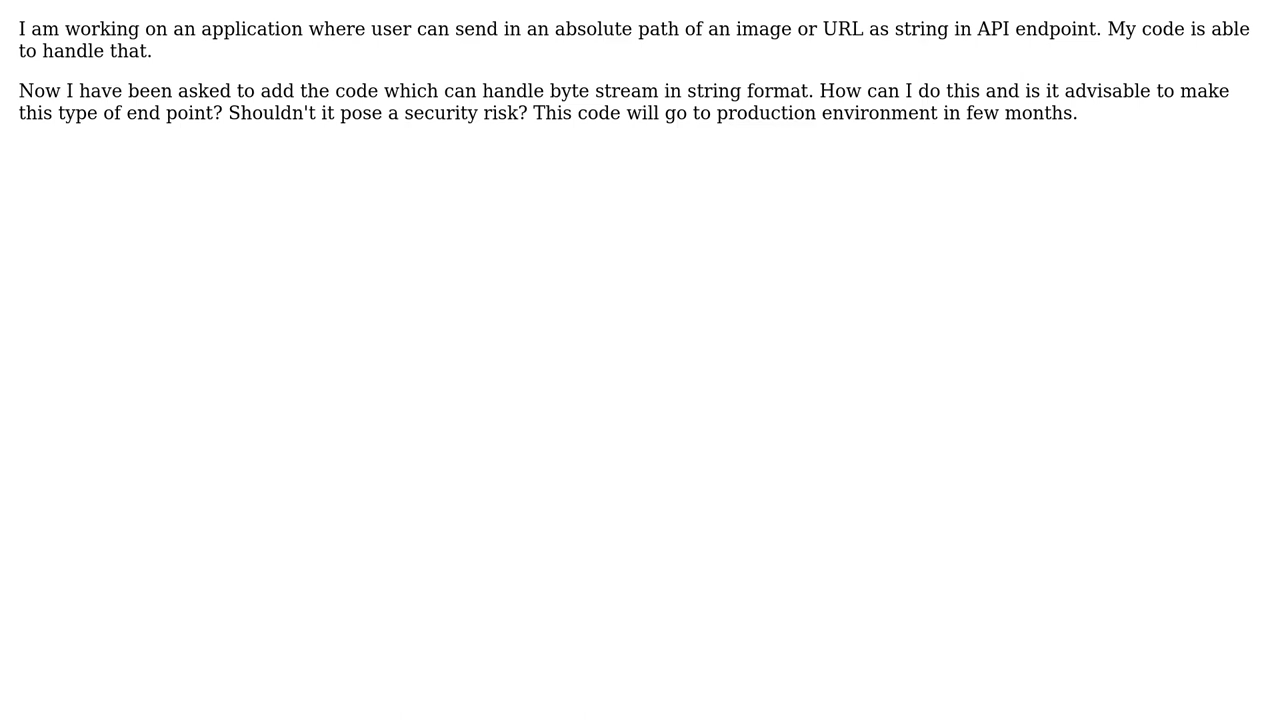 I am working on an application where user can send in an absolute path of an image or URL as string in API endpoint. My code is able
to handle that.
Now I have been asked to add the code which can handle byte stream in string format. How can I do this and is it advisable to make
this type of end point? Shouldn't it pose a security risk? This code will go to production environment in few months.